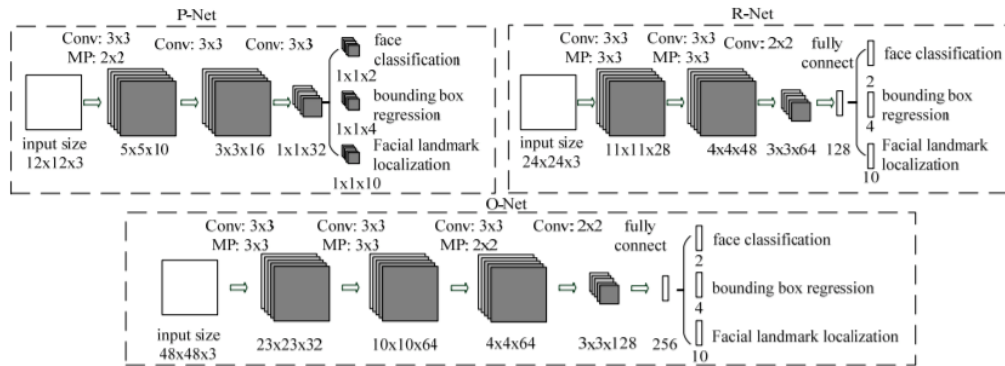 P-Net
Conv: 3x3
MP: 2x2
Conv: 3x3
Conv: 3x3
face
classification
1x1x2
bounding box
regression
1x1x4
Facial landmark
localization
1x1x10
input size
12x12x3
5x5x10
3x3x16
1x1x32
R-Net
Conv: 3x3
MP: 3x3
Conv: 3x3
MP: 3x3
Conv: 2x2
fully
connect
face classification
2
bounding box
regression
4
Facial landmark
localization
10
input size
24x24x3
11x11x28
4x4x48
3x3x64
128
O-Net
Conv: 3x3
MP: 3x3
Conv: 3x3
MP: 3x3
Conv: 3x3
MP: 2x2
Conv: 2x2
fully
connect
face classification
2
bounding box regression
4
Facial landmark localization
10
input size
48x48x3
23x23x32
10x10x64
4x4x64
3x3x128
256